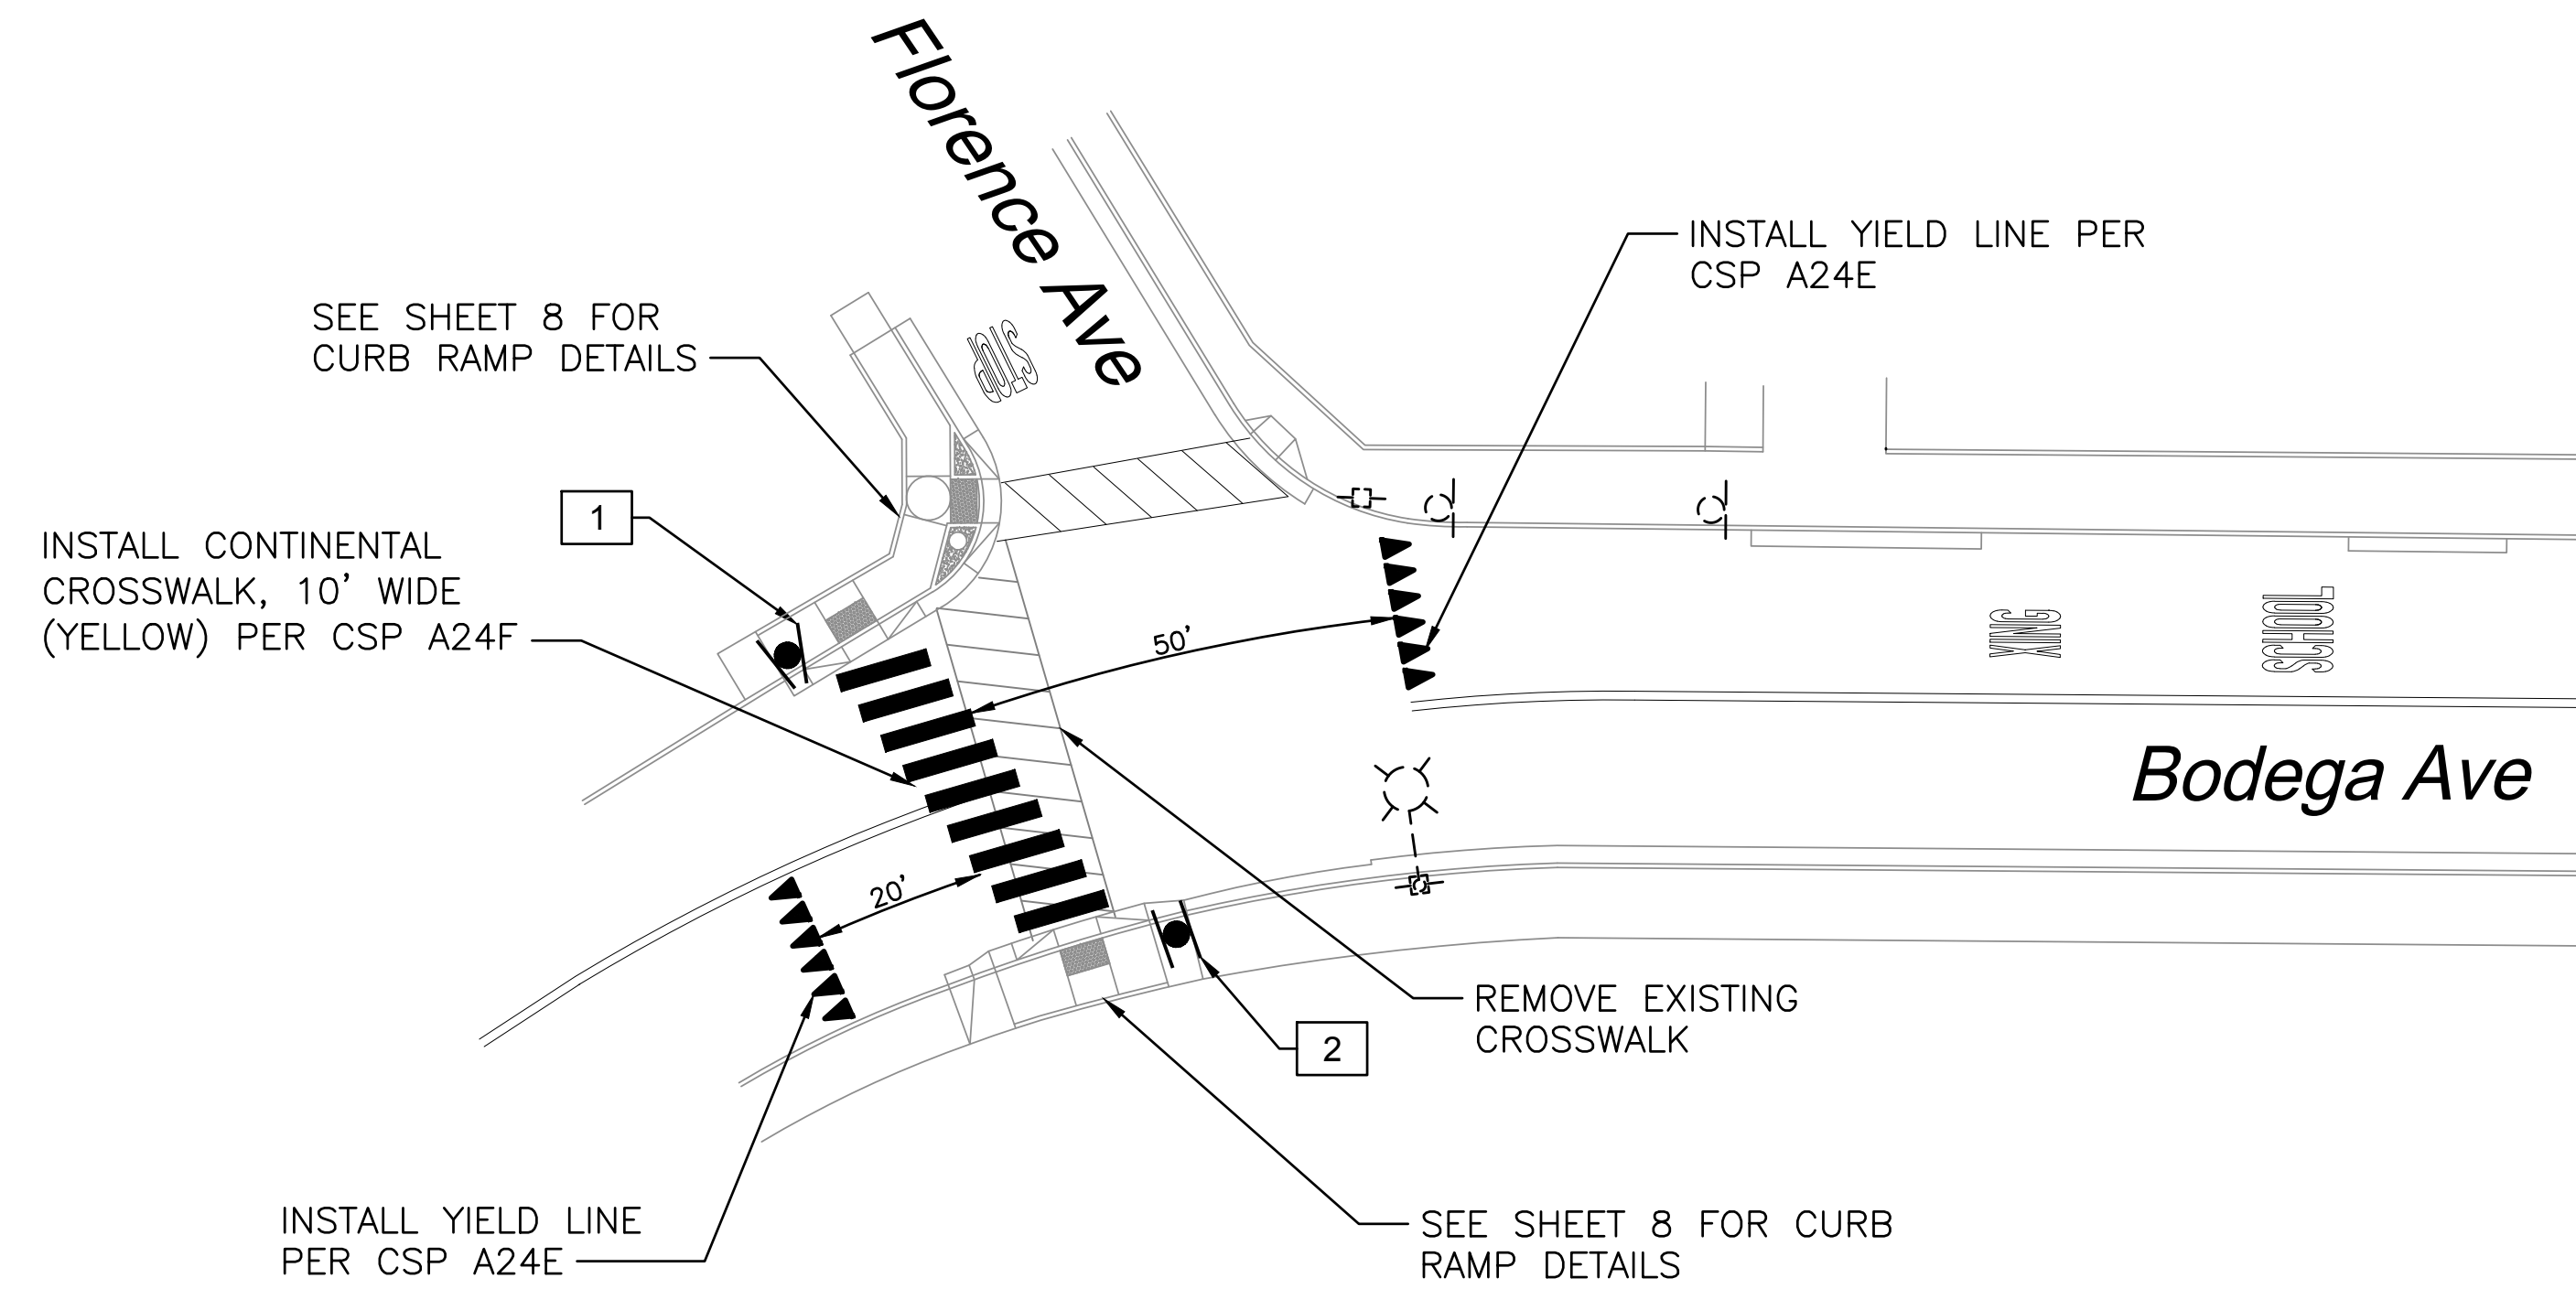 Florence Ave
INSTALL YIELD LINE PER
CSP A24E
SEE SHEET 8 FOR
CURB RAMP DETAILS
STOP
1
INSTALL CONTINENTAL
CROSSWALK, 10' WIDE
(YELLOW) PER CSP A24F
50'
XING
SCHOOL
Bodega Ave
20'
REMOVE EXISTING
CROSSWALK
2
INSTALL YIELD LINE
PER CSP A24E
SEE SHEET 8 FOR CURB
RAMP DETAILS